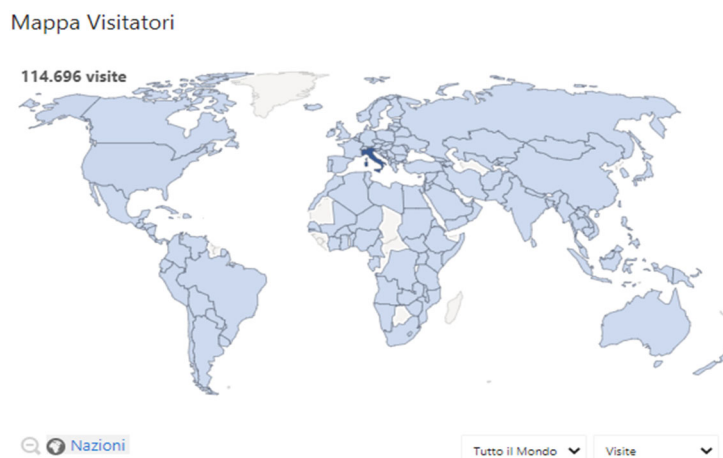 Mappa Visitatori
114.696 visite
Nazioni
Tutto il Mondo
Visite